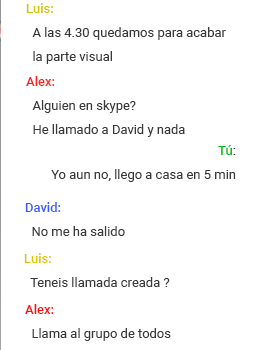 Luis:
A las 4.30 quedamos para acabar
la parte visual
Alex:
Alguien en skype?
He llamado a David y nada
Tú:
Yo aun no, llego a casa en 5 min
David:
No me ha salido
Luis:
Teneis llamada creada ?
Alex:
Llama al grupo de todos